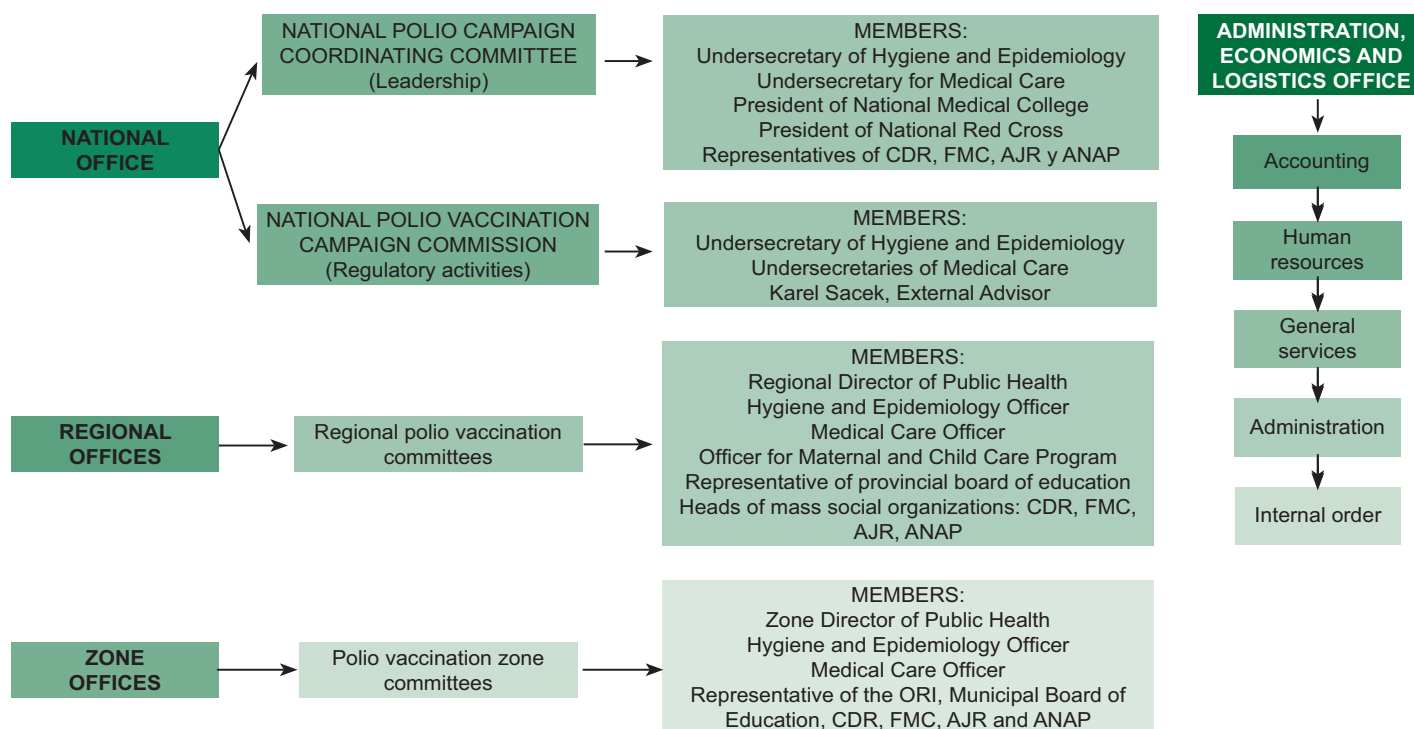 NATIONAL
OFFICE
NATIONAL POLIO CAMPAIGN
COORDINATING COMMITTEE
(Leadership)
MEMBERS:
Undersecretary of Hygiene and Epidemiology
Undersecretary for Medical Care
President of National Medical College
President of National Red Cross
Representatives of CDR, FMC, AJR y ANAP
NATIONAL POLIO VACCINATION
CAMPAIGN COMMISSION
(Regulatory activities)
MEMBERS:
Undersecretary of Hygiene and Epidemiology
Undersecretaries of Medical Care
Karel Sacek, External Advisor
REGIONAL
OFFICES
Regional polio vaccination
committees
MEMBERS:
Regional Director of Public Health
Hygiene and Epidemiology Officer
Medical Care Officer
Officer for Maternal and Child Care Program
Representative of provincial board of education
Heads of mass social organizations: CDR, FMC,
AJR, ANAP
ZONE
OFFICES
Polio vaccination zone
committees
MEMBERS:
Zone Director of Public Health
Hygiene and Epidemiology Officer
Medical Care Officer
Representative of the ORI, Municipal Board of
Education, CDR, FMC, AJR and ANAP
ADMINISTRATION,
ECONOMICS AND
LOGISTICS OFFICE
Accounting
Human
resources
General
services
Administration
Internal order